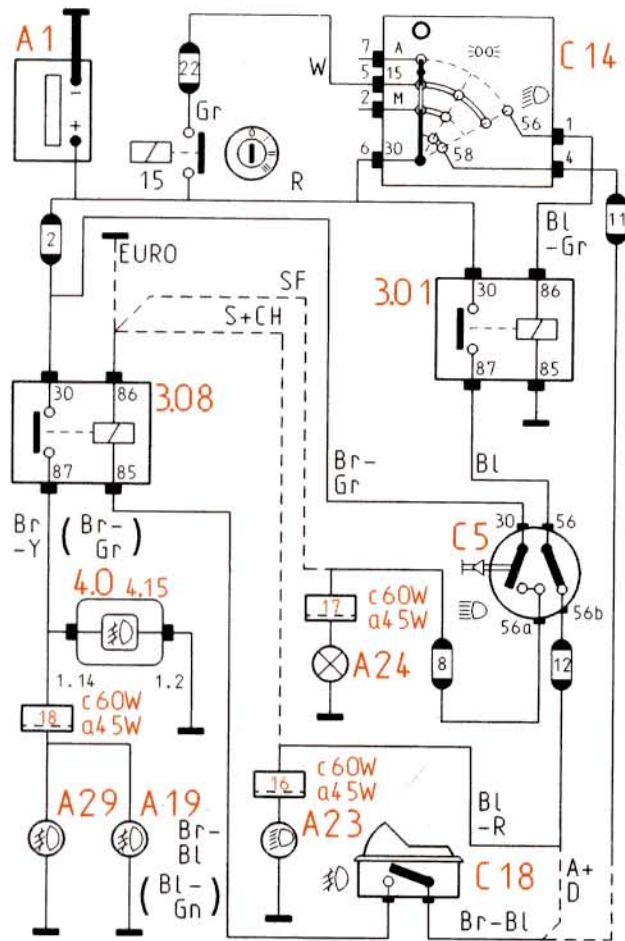 A1
22
W
7 A
5 15
2 M
6 30
56
58
1
4
C14
Gr
15
R
0
I
II
III
−
+
2
EURO
SF
S+CH
Bl
-Gr
11
3.01
30 86
87 85
3.08
30 86
87 85
Br-
Gr
Bl
Br
-Y
(Br-
Gr)
C5
30 56
56a
56b
4.0 4.15
1.14
1.2
17
c60W
a45W
A24
8
12
18
c60W
a45W
16
c60W
a45W
A29
A19
Br-
Bl
(Bl-
Gn)
A23
Bl
-R
C18
A+
D
Br-Bl